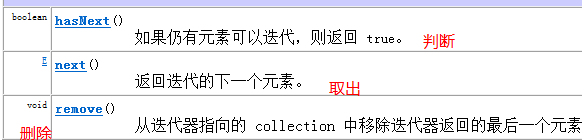 boolean hasNext()
如果仍有元素可以迭代，则返回 true。 判断
E next()
返回迭代的下一个元素。 取出
void remove()
删除 从迭代器指向的 collection 中移除迭代器返回的最后一个元素